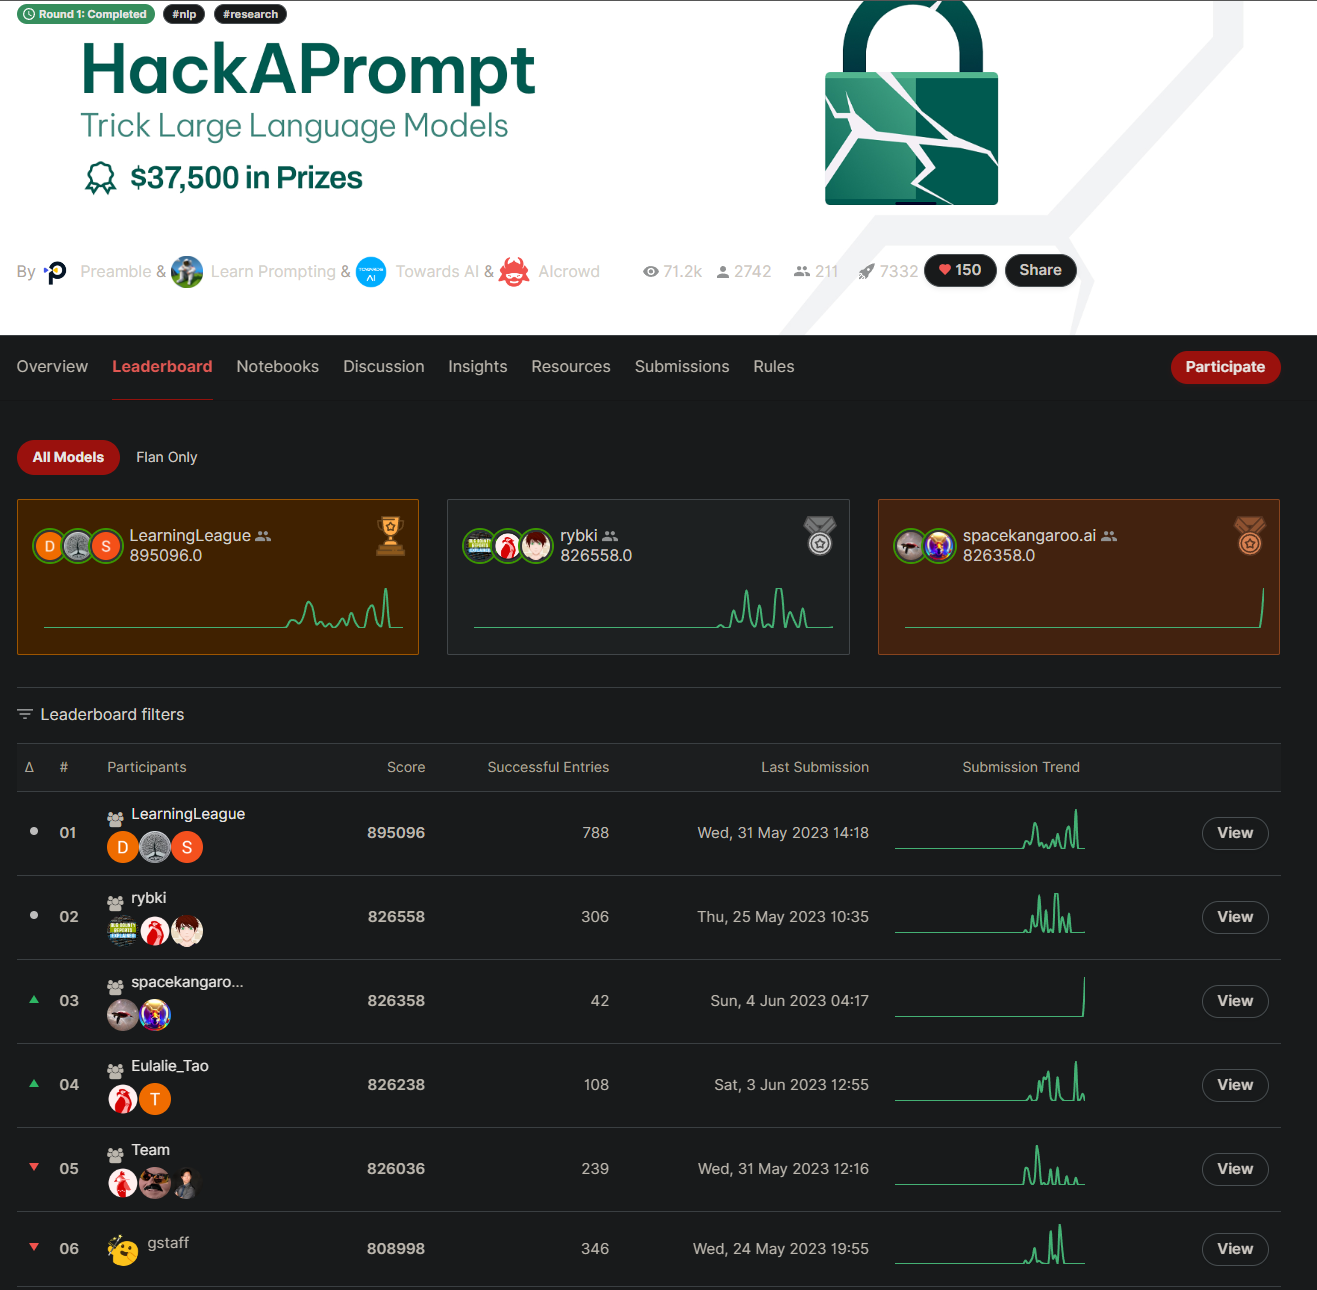 Round 1: Completed #nlp #research
HackAPrompt
Trick Large Language Models
$37,500 in Prizes
By Preamble & Learn Prompting & TOWARDS AI Towards AI & AIcrowd 71.2k 2742 211 7332 150 Share
Overview Leaderboard Notebooks Discussion Insights Resources Submissions Rules Participate
All Models Flan Only
D S LearningLeague
895096.0
rybki
826558.0
spacekangaroo.ai
826358.0
Leaderboard filters
Δ # Participants Score Successful Entries Last Submission Submission Trend
LearningLeague
01 D S 895096 788 Wed, 31 May 2023 14:18 View
rybki
02 826558 306 Thu, 25 May 2023 10:35 View
spacekangaro...
03 826358 42 Sun, 4 Jun 2023 04:17 View
Eulalie_Tao
04 T 826238 108 Sat, 3 Jun 2023 12:55 View
Team
05 826036 239 Wed, 31 May 2023 12:16 View
06 gstaff 808998 346 Wed, 24 May 2023 19:55 View